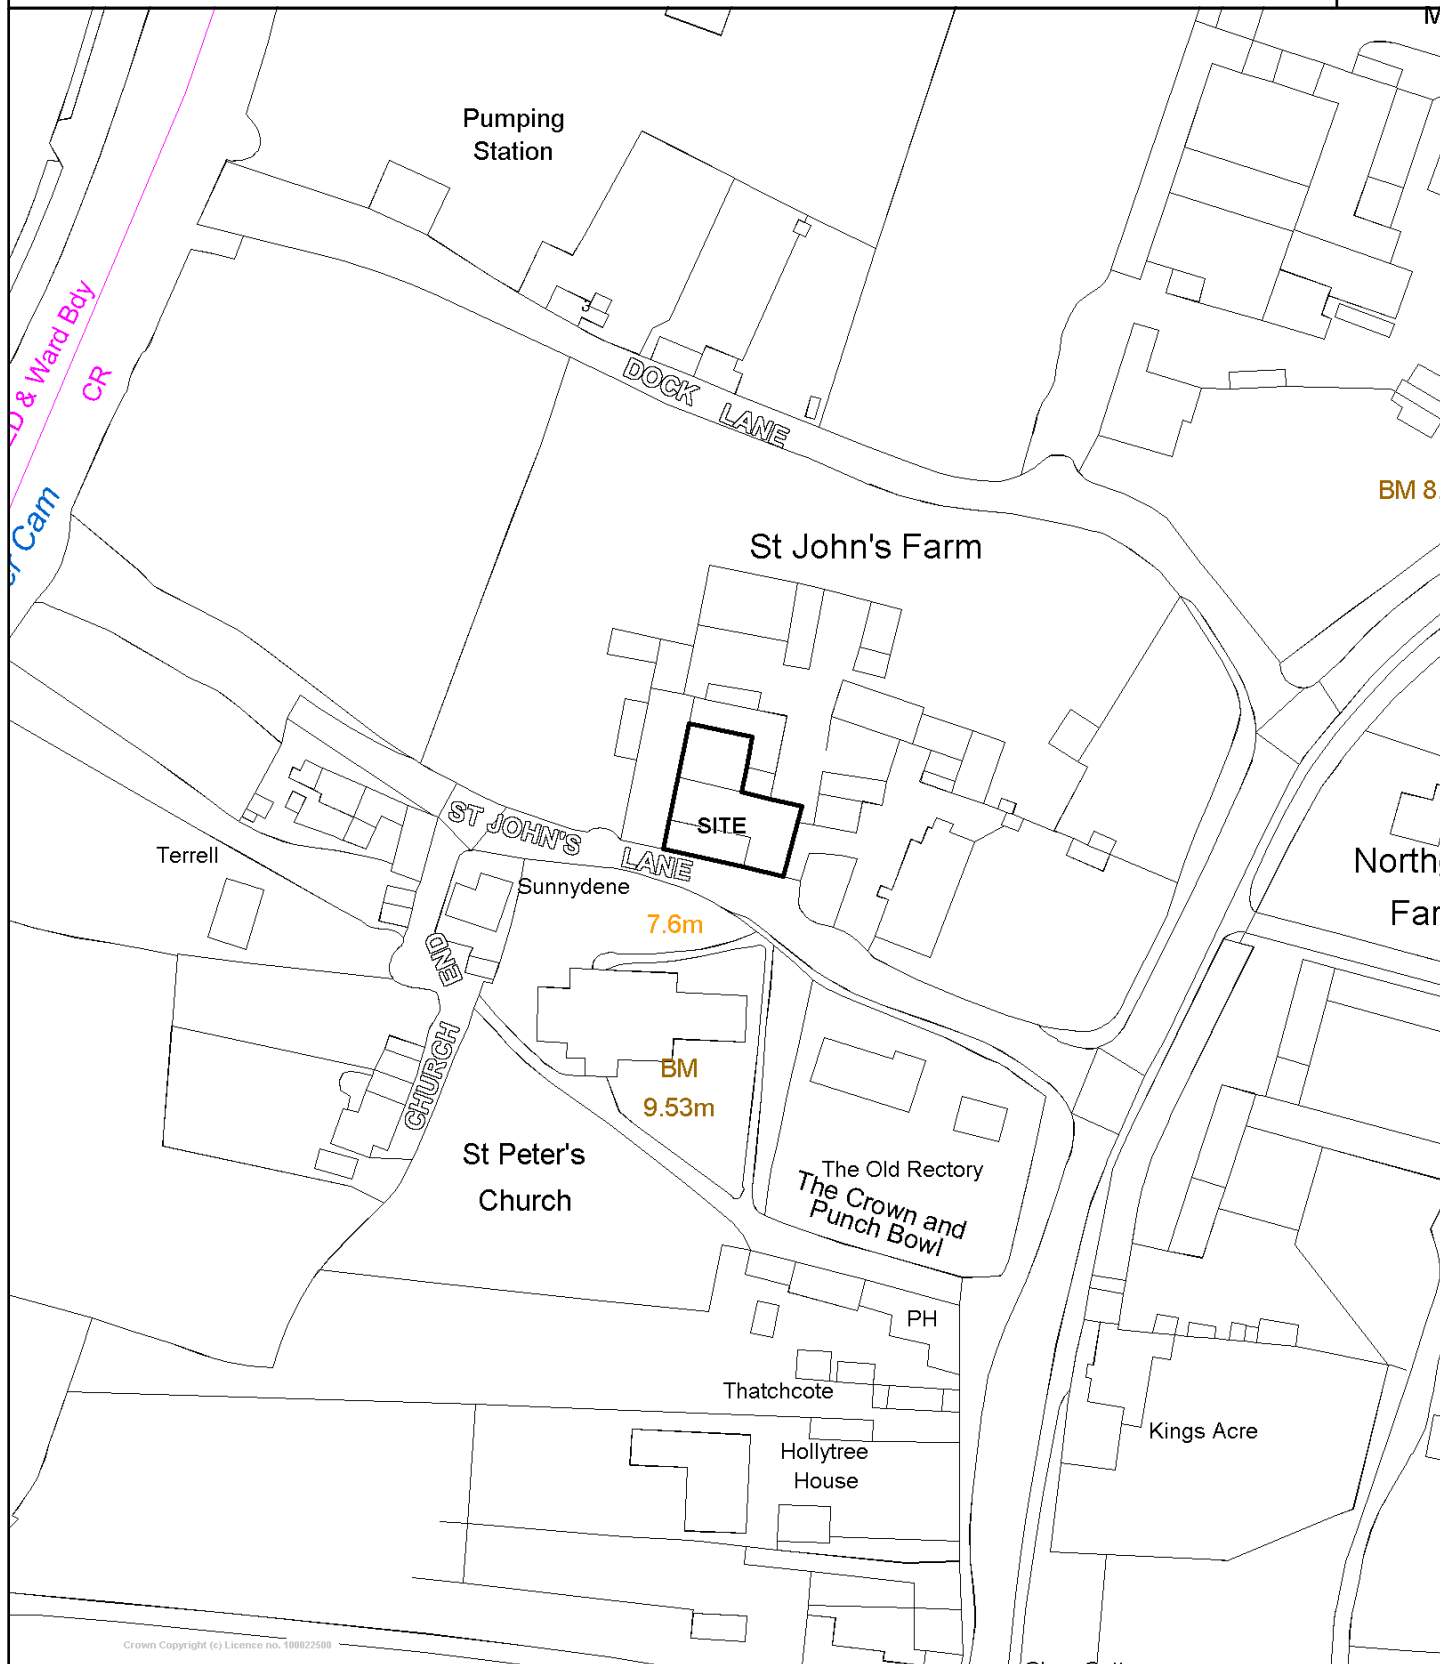 Pumping
Station
3
ED & Ward Bdy
CR
DOCK LANE
BM 8.
Cam
St John's Farm
SITE
ST JOHN'S LANE
Terrell
Sunnydene
7.6m
CHURCH END
BM
9.53m
St Peter's
Church
The Old Rectory
The Crown and
Punch Bowl
PH
Thatchcote
Hollytree
House
Kings Acre
Crown Copyright (c) Licence no. 100022500